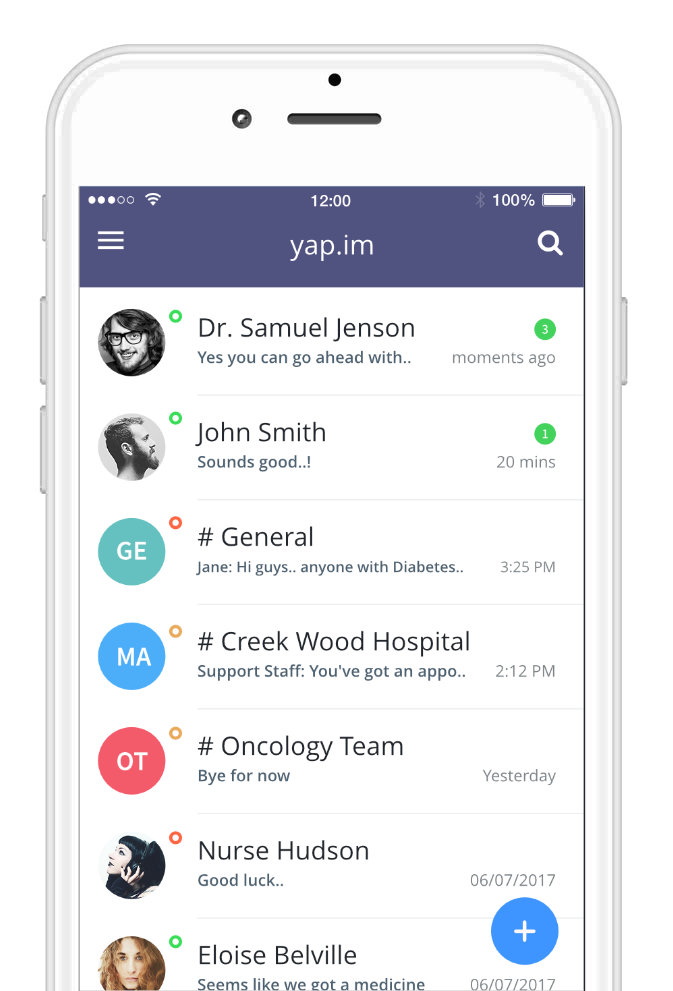 12:00
100%
yap.im
Dr. Samuel Jenson
3
Yes you can go ahead with..
moments ago
John Smith
1
Sounds good..!
20 mins
GE
# General
Jane: Hi guys.. anyone with Diabetes..
3:25 PM
MA
# Creek Wood Hospital
Support Staff: You've got an appo..
2:12 PM
OT
# Oncology Team
Bye for now
Yesterday
Nurse Hudson
Good luck..
06/07/2017
+
Eloise Belville
Seems like we got a medicine
06/07/2017